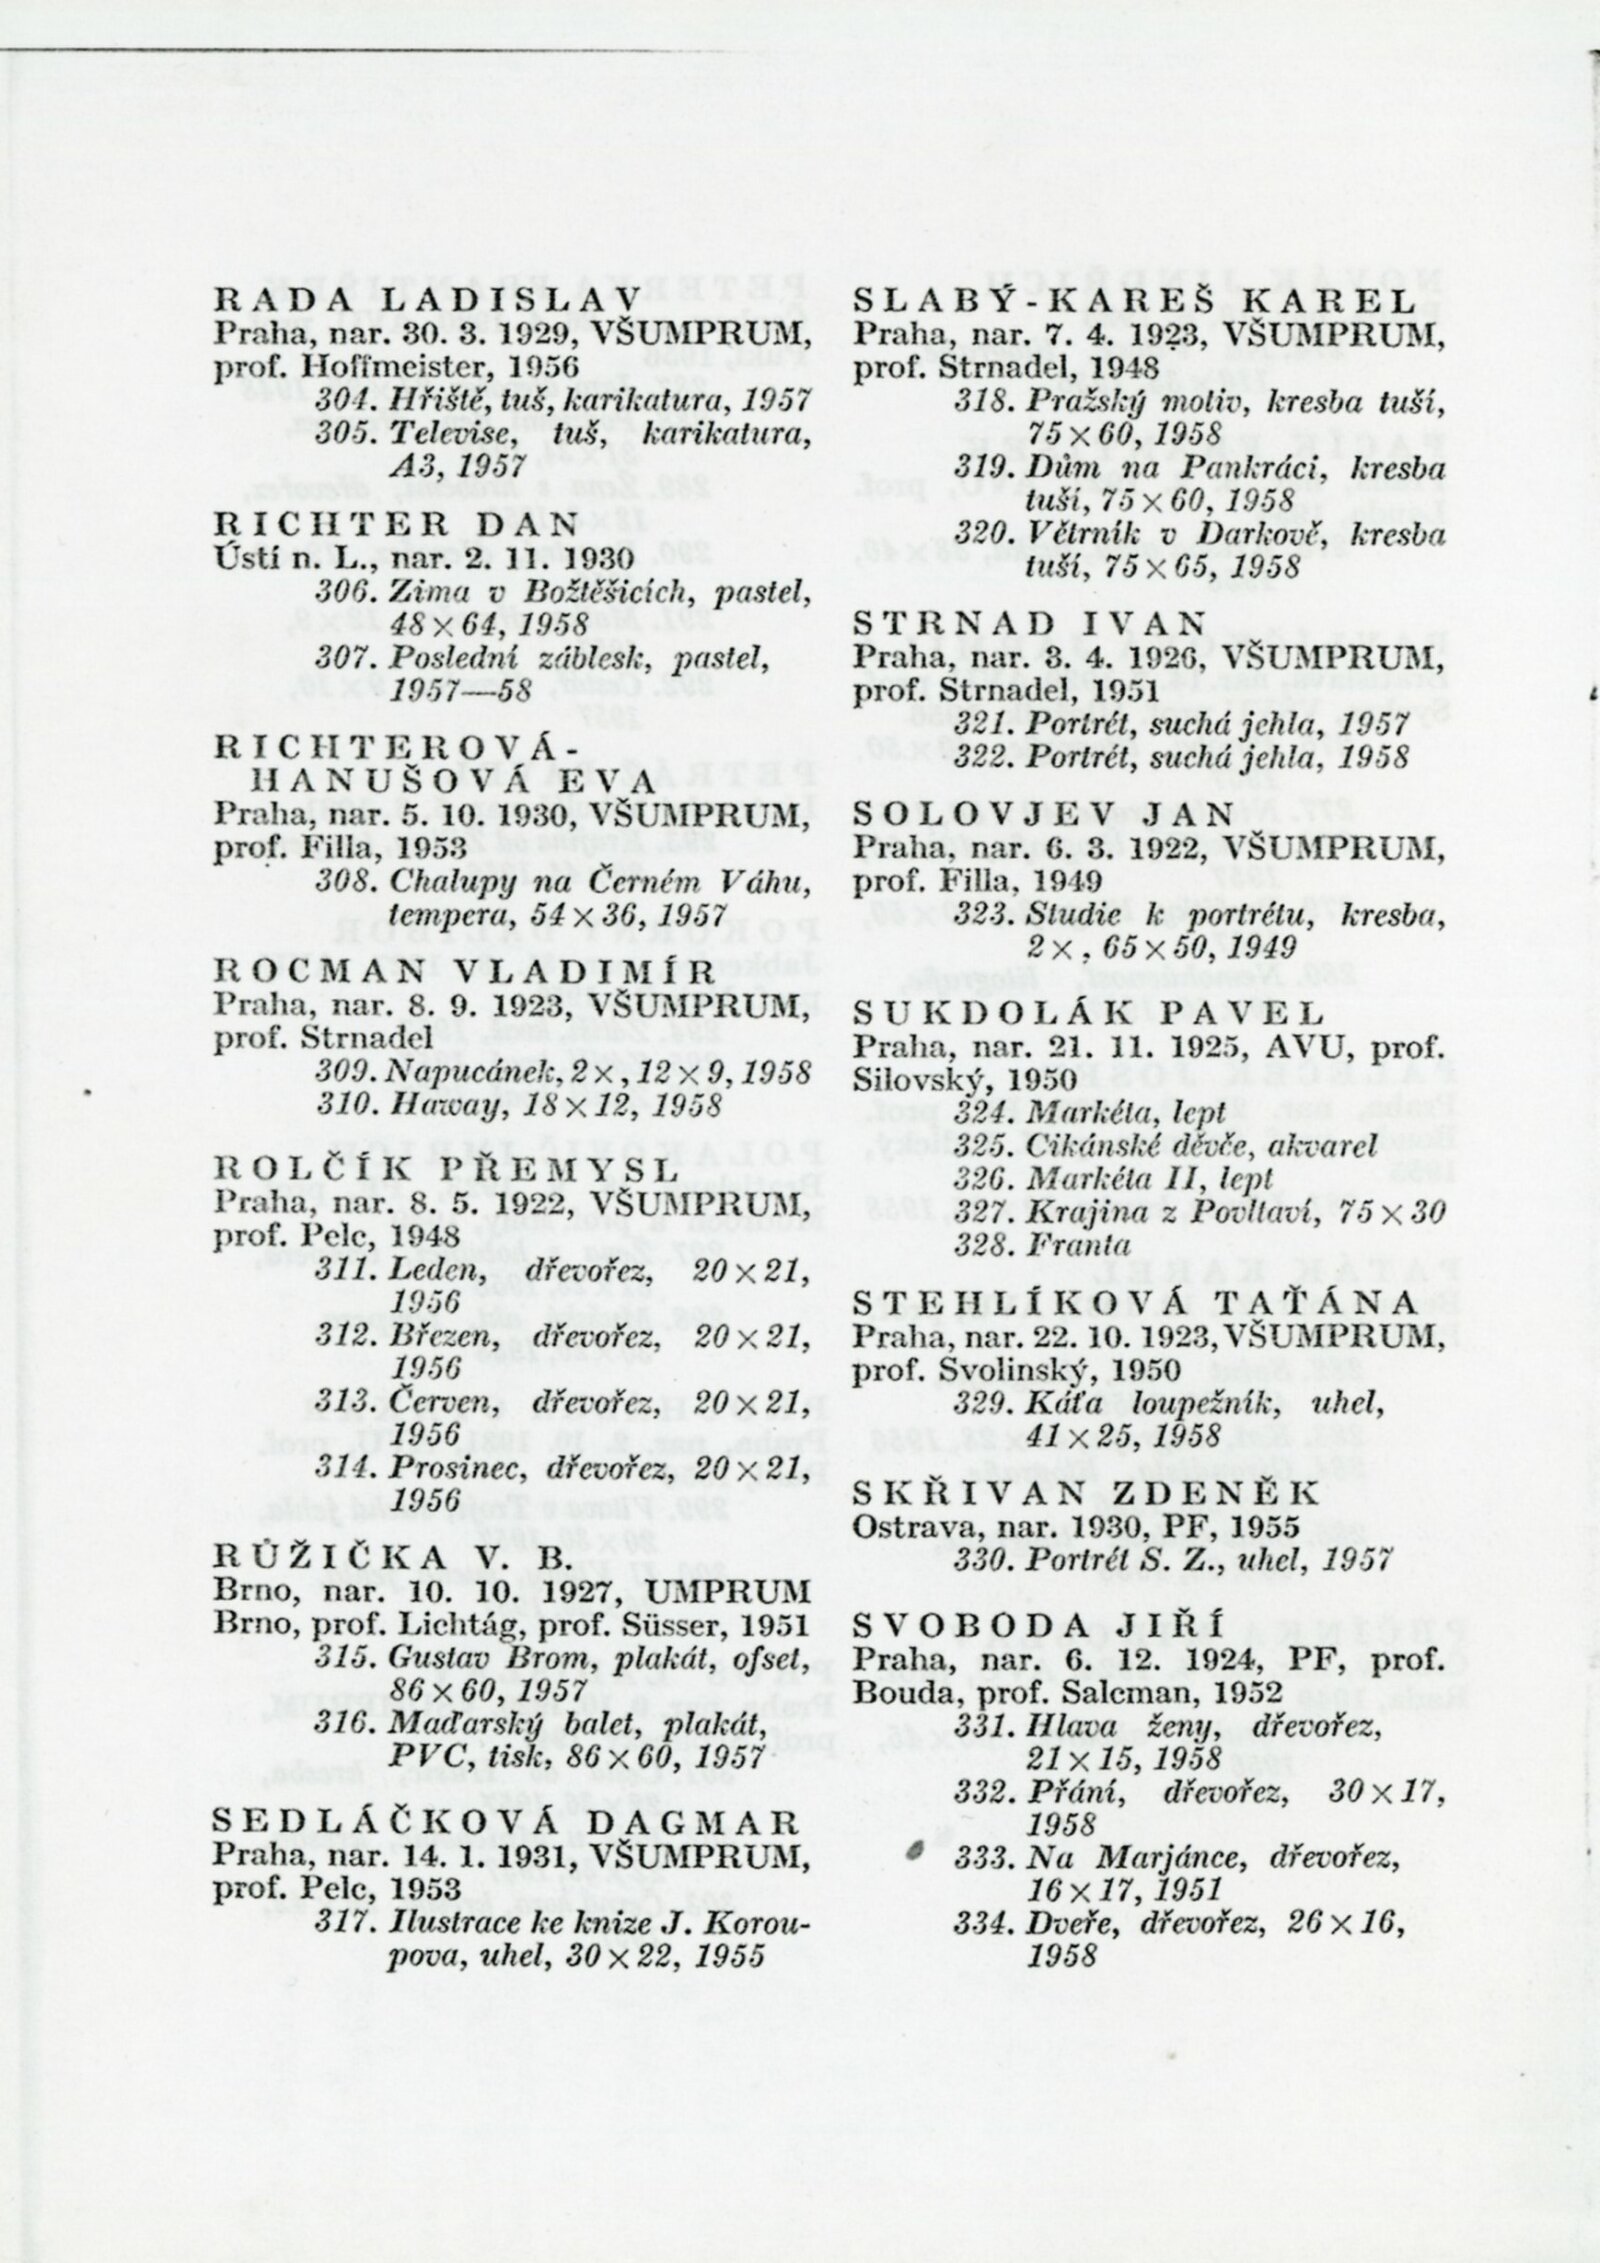 RADA LADISLAV
Praha, nar. 30. 3. 1929, VŠUMPRUM,
prof. Hoffmeister, 1956
304. Hřiště, tuš, karikatura, 1957
305. Televise, tuš, karikatura,
A3, 1957
RICHTER DAN
Ústí n. L., nar. 2. 11. 1930
306. Zima v Božtěšicích, pastel,
48×64, 1958
307. Poslední záblesk, pastel,
1957—58
RICHTEROVÁ-
HANUŠOVÁ EVA
Praha, nar. 5. 10. 1930, VŠUMPRUM,
prof. Filla, 1953
308. Chalupy na Černém Váhu,
tempera, 54×36, 1957
ROCMAN VLADIMÍR
Praha, nar. 8. 9. 1923, VŠUMPRUM,
prof. Strnadel
309. Napucánek, 2×, 12×9, 1958
310. Haway, 18×12, 1958
ROLČÍK PŘEMYSL
Praha, nar. 8. 5. 1922, VŠUMPRUM,
prof. Pelc, 1948
311. Leden, dřevořez, 20×21,
1956
312. Březen, dřevořez, 20×21,
1956
313. Červen, dřevořez, 20×21,
1956
314. Prosinec, dřevořez, 20×21,
1956
RŮŽIČKA V. B.
Brno, nar. 10. 10. 1927, UMPRUM
Brno, prof. Lichtág, prof. Süsser, 1951
315. Gustav Brom, plakát, ofset,
86×60, 1957
316. Maďarský balet, plakát,
PVC, tisk, 86×60, 1957
SEDLÁČKOVÁ DAGMAR
Praha, nar. 14. 1. 1931, VŠUMPRUM,
prof. Pelc, 1953
317. Ilustrace ke knize J. Korou-
pova, uhel, 30×22, 1955
SLABÝ-KAREŠ KAREL
Praha, nar. 7. 4. 1923, VŠUMPRUM,
prof. Strnadel, 1948
318. Pražský motiv, kresba tuší,
75×60, 1958
319. Dům na Pankráci, kresba
tuší, 75×60, 1958
320. Větrník v Darkově, kresba
tuší, 75×65, 1958
STRNAD IVAN
Praha, nar. 3. 4. 1926, VŠUMPRUM,
prof. Strnadel, 1951
321. Portrét, suchá jehla, 1957
322. Portrét, suchá jehla, 1958
SOLOVJEV JAN
Praha, nar. 6. 3. 1922, VŠUMPRUM,
prof. Filla, 1949
323. Studie k portrétu, kresba,
2×, 65×50, 1949
SUKDOLÁK PAVEL
Praha, nar. 21. 11. 1925, AVU, prof.
Silovský, 1950
324. Markéta, lept
325. Cikánské děvče, akvarel
326. Markéta II, lept
327. Krajina z Povltaví, 75×30
328. Franta
STEHLÍKOVÁ TAŤÁNA
Praha, nar. 22. 10. 1923, VŠUMPRUM,
prof. Svolinský, 1950
329. Káťa loupežník, uhel,
41×25, 1958
SKŘIVAN ZDENĚK
Ostrava, nar. 1930, PF, 1955
330. Portrét S. Z., uhel, 1957
SVOBODA JIŘÍ
Praha, nar. 6. 12. 1924, PF, prof.
Bouda, prof. Salcman, 1952
331. Hlava ženy, dřevořez,
21×15, 1958
332. Přání, dřevořez, 30×17,
1958
333. Na Marjánce, dřevořez,
16×17, 1951
334. Dveře, dřevořez, 26×16,
1958